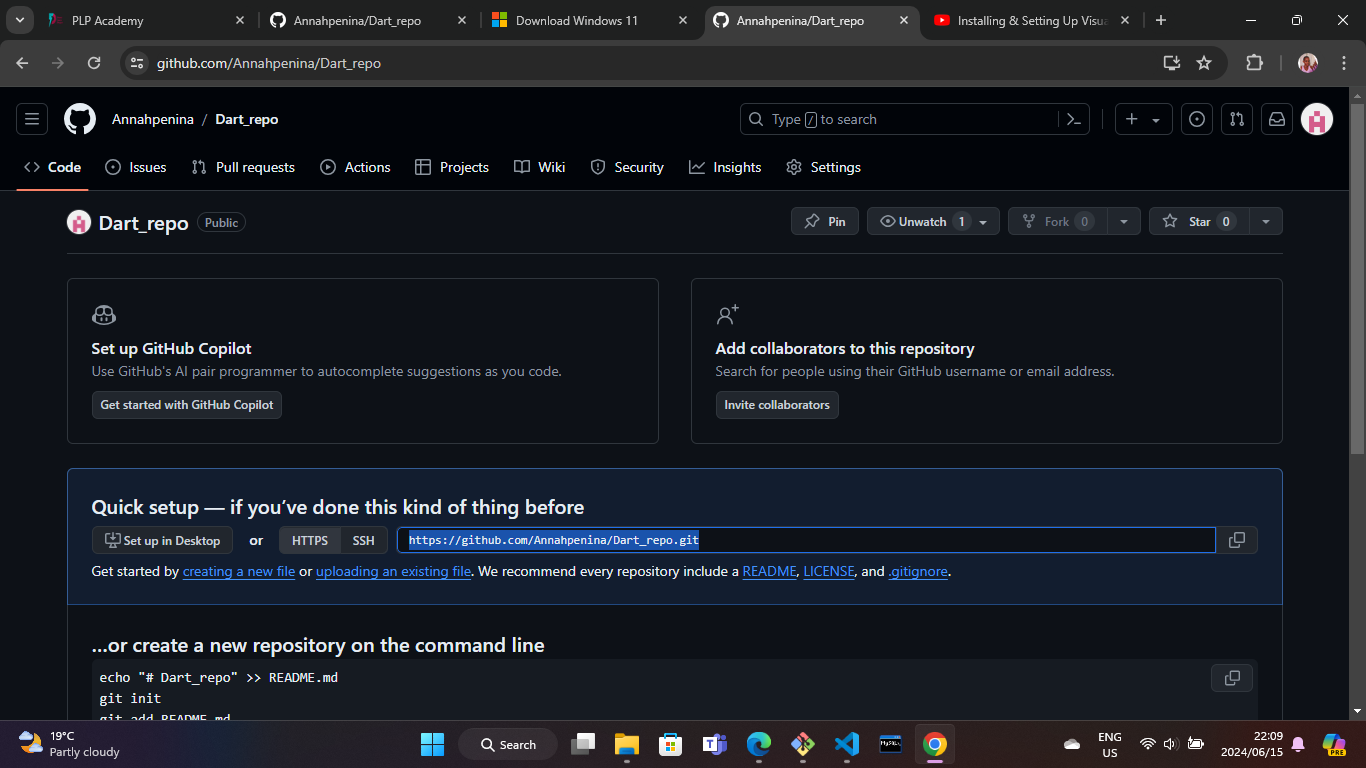 PLP Academy
Annahpenina/Dart_repo
Download Windows 11
Annahpenina/Dart_repo
Installing & Setting Up Visua
github.com/Annahpenina/Dart_repo
Annahpenina / Dart_repo
Type / to search
Code Issues Pull requests Actions Projects Wiki Security Insights Settings
Dart_repo Public
Pin Unwatch 1 Fork 0 Star 0
Set up GitHub Copilot
Use GitHub's AI pair programmer to autocomplete suggestions as you code.
Get started with GitHub Copilot
Add collaborators to this repository
Search for people using their GitHub username or email address.
Invite collaborators
Quick setup — if you've done this kind of thing before
Set up in Desktop or HTTPS SSH https://github.com/Annahpenina/Dart_repo.git
Get started by creating a new file or uploading an existing file. We recommend every repository include a README, LICENSE, and .gitignore.
…or create a new repository on the command line
echo "# Dart_repo" >> README.md
git init
git add README.md
19°C
Partly cloudy
Search
MySQL
ENG
US
22:09
2024/06/15
PRE